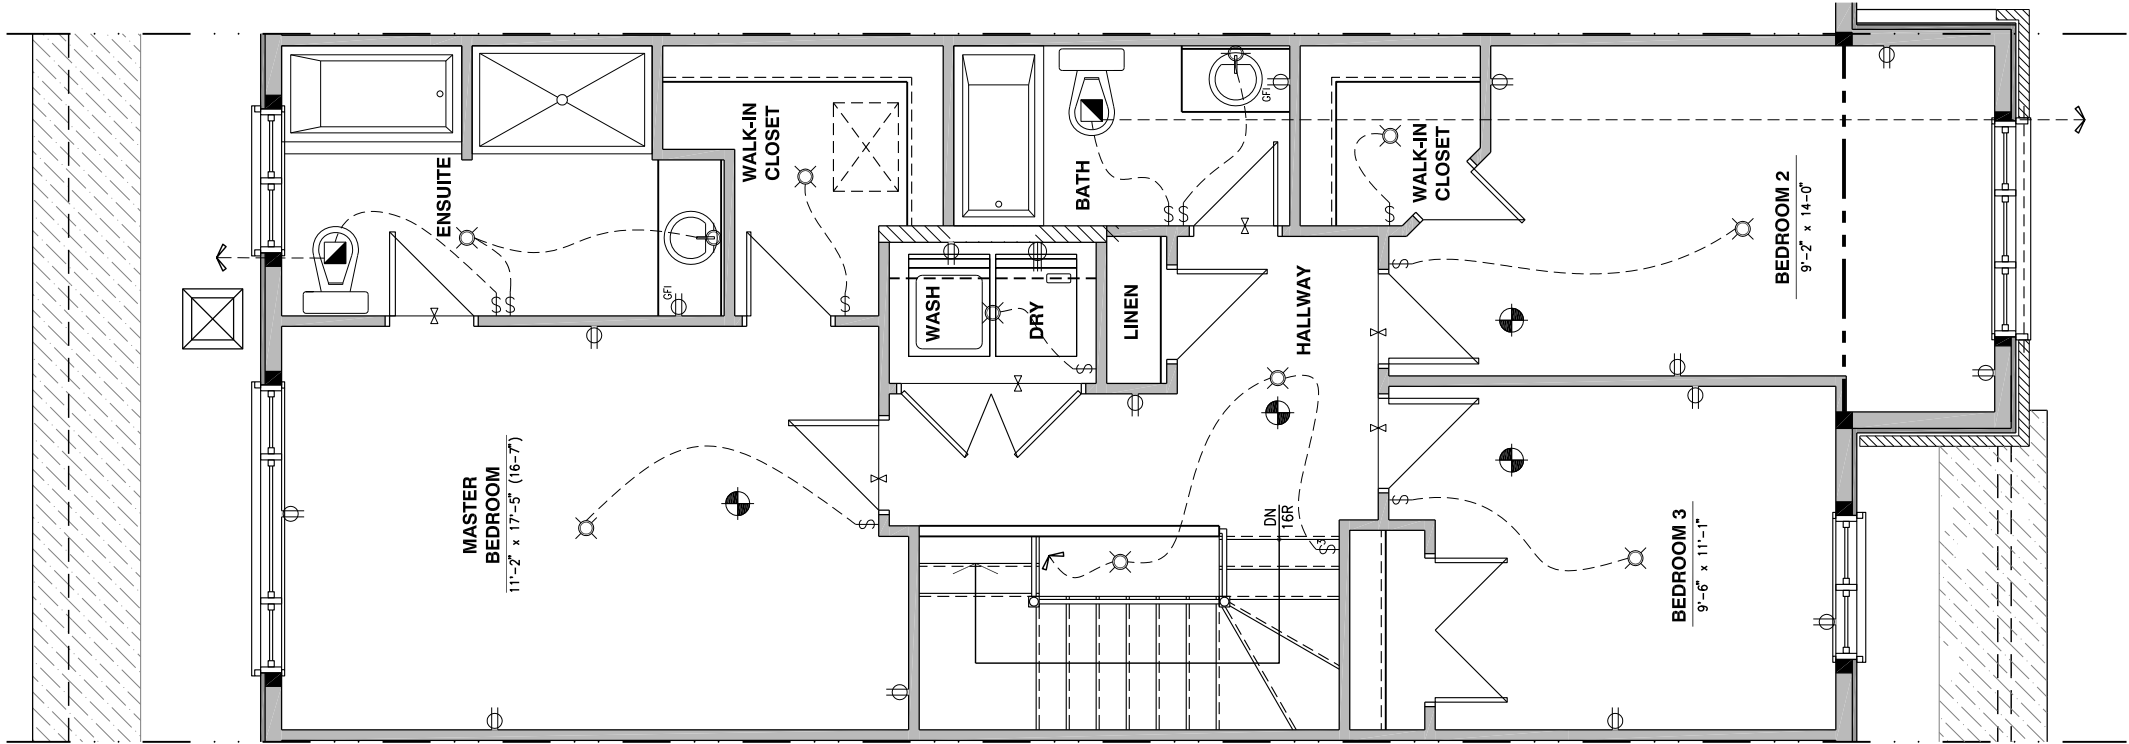 ENSUITE
GFI
WALK-IN
CLOSET
BATH
GFI
WALK-IN
CLOSET
BEDROOM 2
9'-2" x 14'-0"
WASH
DRY
LINEN
HALLWAY
MASTER
BEDROOM
11'-2" x 17'-5" (16'-7")
DN
16R
S
S
S
S
S
S
S
S
S
S
S3
S
BEDROOM 3
9'-6" x 11'-1"